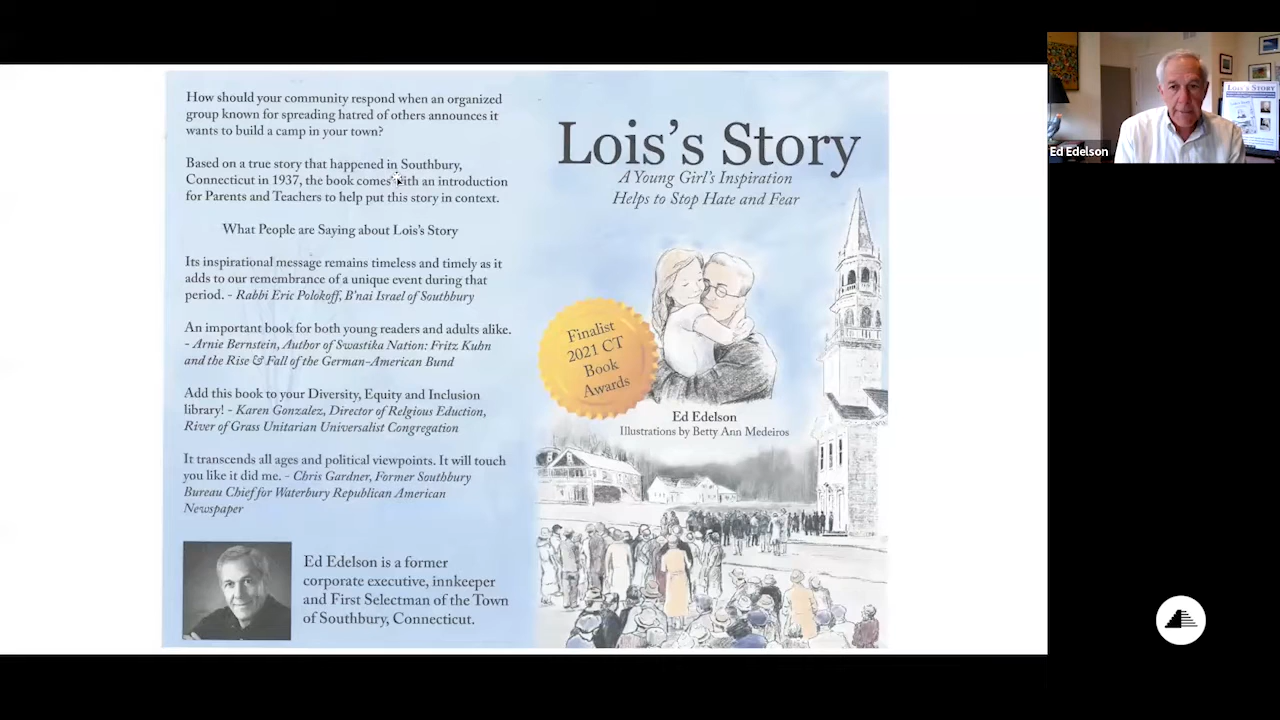 How should your community respond when an organized
group known for spreading hatred of others announces it
wants to build a camp in your town?
Based on a true story that happened in Southbury,
Connecticut in 1937, the book comes with an introduction
for Parents and Teachers to help put this story in context.
What People are Saying about Lois's Story
Its inspirational message remains timeless and timely as it
adds to our remembrance of a unique event during that
period. - Rabbi Eric Polokoff, B'nai Israel of Southbury
An important book for both young readers and adults alike.
- Arnie Bernstein, Author of Swastika Nation: Fritz Kuhn
and the Rise & Fall of the German-American Bund
Add this book to your Diversity, Equity and Inclusion
library! - Karen Gonzalez, Director of Relgious Eduction,
River of Grass Unitarian Universalist Congregation
It transcends all ages and political viewpoints. It will touch
you like it did me. - Chris Gardner, Former Southbury
Bureau Chief for Waterbury Republican American
Newspaper
Ed Edelson is a former
corporate executive, innkeeper
and First Selectman of the Town
of Southbury, Connecticut.
Lois's Story
A Young Girl's Inspiration
Helps to Stop Hate and Fear
Finalist
2021 CT
Book
Awards
Ed Edelson
Illustrations by Betty Ann Medeiros
Lois's Story
Ed Edelson